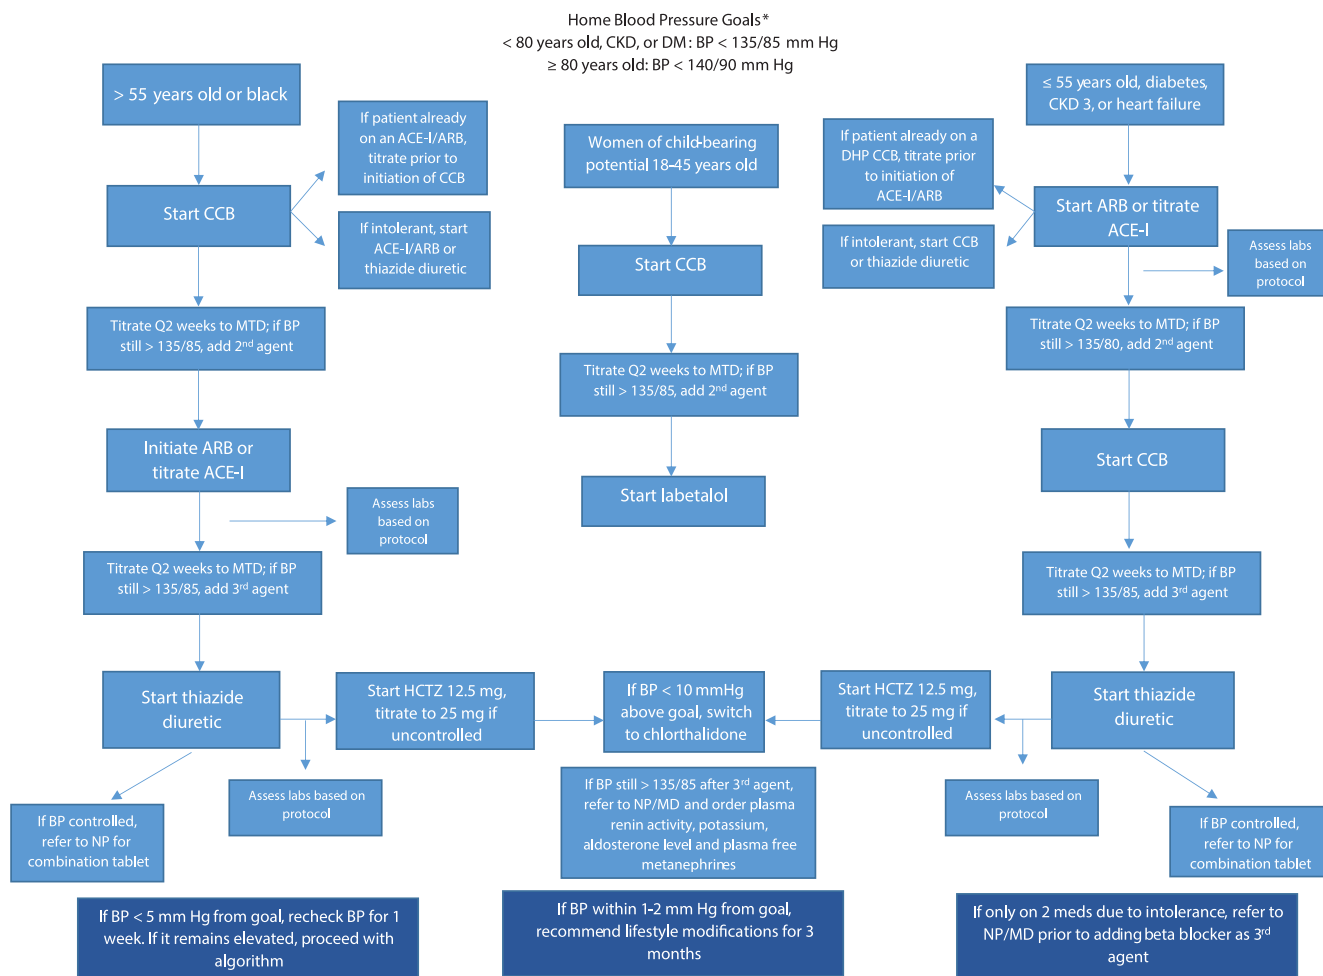 Home Blood Pressure Goals*
< 80 years old, CKD, or DM: BP < 135/85 mm Hg
≥ 80 years old: BP < 140/90 mm Hg
> 55 years old or black
If patient already
on an ACE-I/ARB,
titrate prior to
initiation of CCB
Start CCB
If intolerant, start
ACE-I/ARB or
thiazide diuretic
Titrate Q2 weeks to MTD; if BP
still > 135/85, add 2nd agent
Initiate ARB or
titrate ACE-I
Assess labs
based on
protocol
Titrate Q2 weeks to MTD; if BP
still > 135/85, add 3rd agent
Start thiazide
diuretic
Start HCTZ 12.5 mg,
titrate to 25 mg if
uncontrolled
Assess labs based on
protocol
If BP controlled,
refer to NP for
combination tablet
Women of child-bearing
potential 18-45 years old
Start CCB
Titrate Q2 weeks to MTD; if BP
still > 135/85, add 2nd agent
Start labetalol
If BP < 10 mmHg
above goal, switch
to chlorthalidone
If BP still > 135/85 after 3rd agent,
refer to NP/MD and order plasma
renin activity, potassium,
aldosterone level and plasma free
metanephrines
≤ 55 years old, diabetes,
CKD 3, or heart failure
If patient already on a
DHP CCB, titrate prior
to initiation of
ACE-I/ARB
Start ARB or titrate
ACE-I
If intolerant, start CCB
or thiazide diuretic
Assess labs
based on
protocol
Titrate Q2 weeks to MTD; if BP
still > 135/80, add 2nd agent
Start CCB
Titrate Q2 weeks to MTD; if BP
still > 135/85, add 3rd agent
Start thiazide
diuretic
Start HCTZ 12.5 mg,
titrate to 25 mg if
uncontrolled
Assess labs based on
protocol
If BP controlled,
refer to NP for
combination tablet
If BP < 5 mm Hg from goal, recheck BP for 1
week. If it remains elevated, proceed with
algorithm
If BP within 1-2 mm Hg from goal,
recommend lifestyle modifications for 3
months
If only on 2 meds due to intolerance, refer to
NP/MD prior to adding beta blocker as 3rd
agent